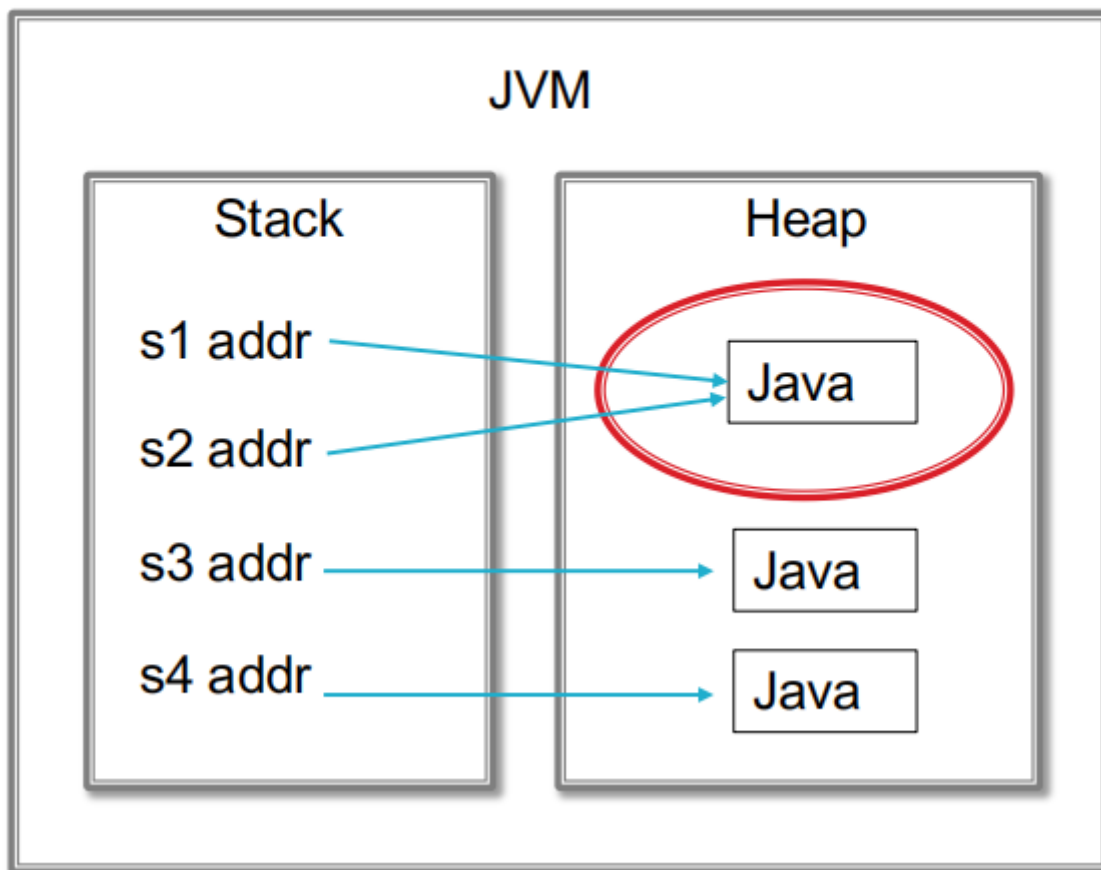 JVM
Stack
Heap
s1 addr
Java
s2 addr
s3 addr
Java
s4 addr
Java